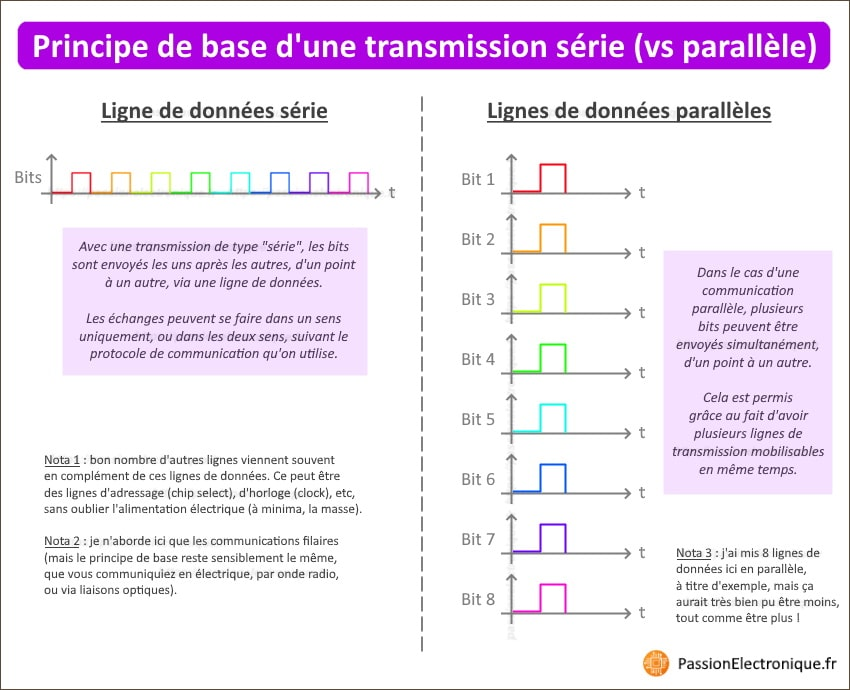 Principe de base d'une transmission série (vs parallèle)
Ligne de données série
Bits
t
Avec une transmission de type "série", les bits
sont envoyés les uns après les autres, d'un point
à un autre, via une ligne de données.
Les échanges peuvent se faire dans un sens
uniquement, ou dans les deux sens, suivant le
protocole de communication qu'on utilise.
Nota 1 : bon nombre d'autres lignes viennent souvent
en complément de ces lignes de données. Ce peut être
des lignes d'adressage (chip select), d'horloge (clock), etc,
sans oublier l'alimentation électrique (à minima, la masse).
Nota 2 : je n'aborde ici que les communications filaires
(mais le principe de base reste sensiblement le même,
que vous communiquiez en électrique, par onde radio,
ou via liaisons optiques).
Lignes de données parallèles
Bit 1
t
Bit 2
t
Bit 3
t
Bit 4
t
Bit 5
t
Bit 6
t
Bit 7
t
Bit 8
t
Dans le cas d'une
communication
parallèle, plusieurs
bits peuvent être
envoyés simultanément,
d'un point à un autre.
Cela est permis
grâce au fait d'avoir
plusieurs lignes de
transmission mobilisables
en même temps.
Nota 3 : j'ai mis 8 lignes de
données ici en parallèle,
à titre d'exemple, mais ça
aurait très bien pu être moins,
tout comme être plus !
PassionElectronique.fr